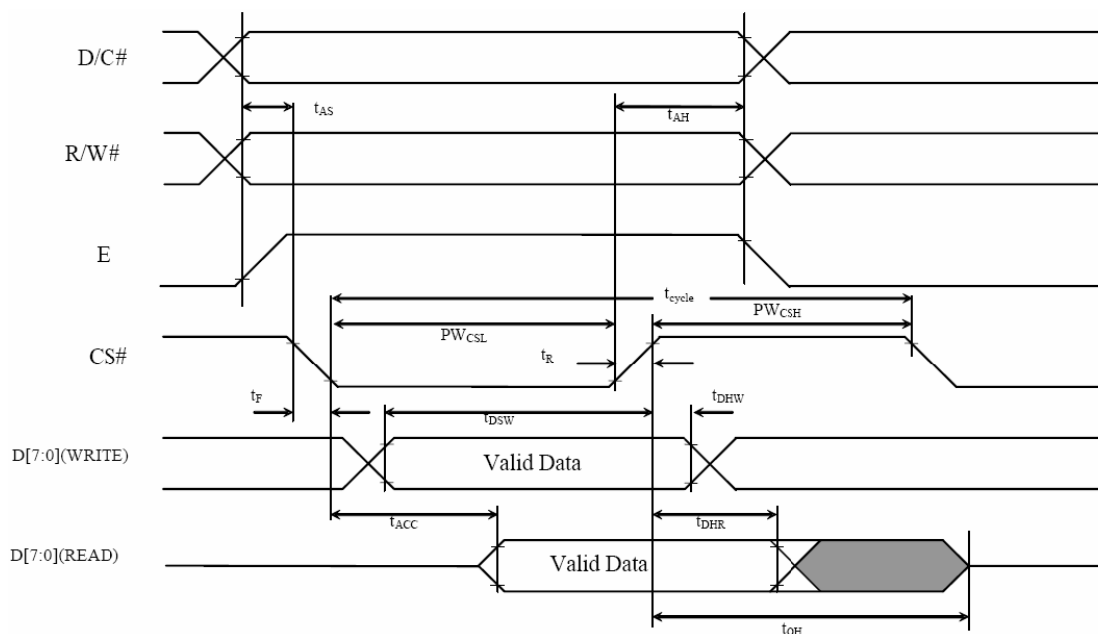 D/C#
tAS
tAH
R/W#
E
tcycle
PWCSL
PWCSH
CS#
tR
tF
tDSW
tDHW
D[7:0](WRITE)
Valid Data
tACC
tDHR
D[7:0](READ)
Valid Data
tOH